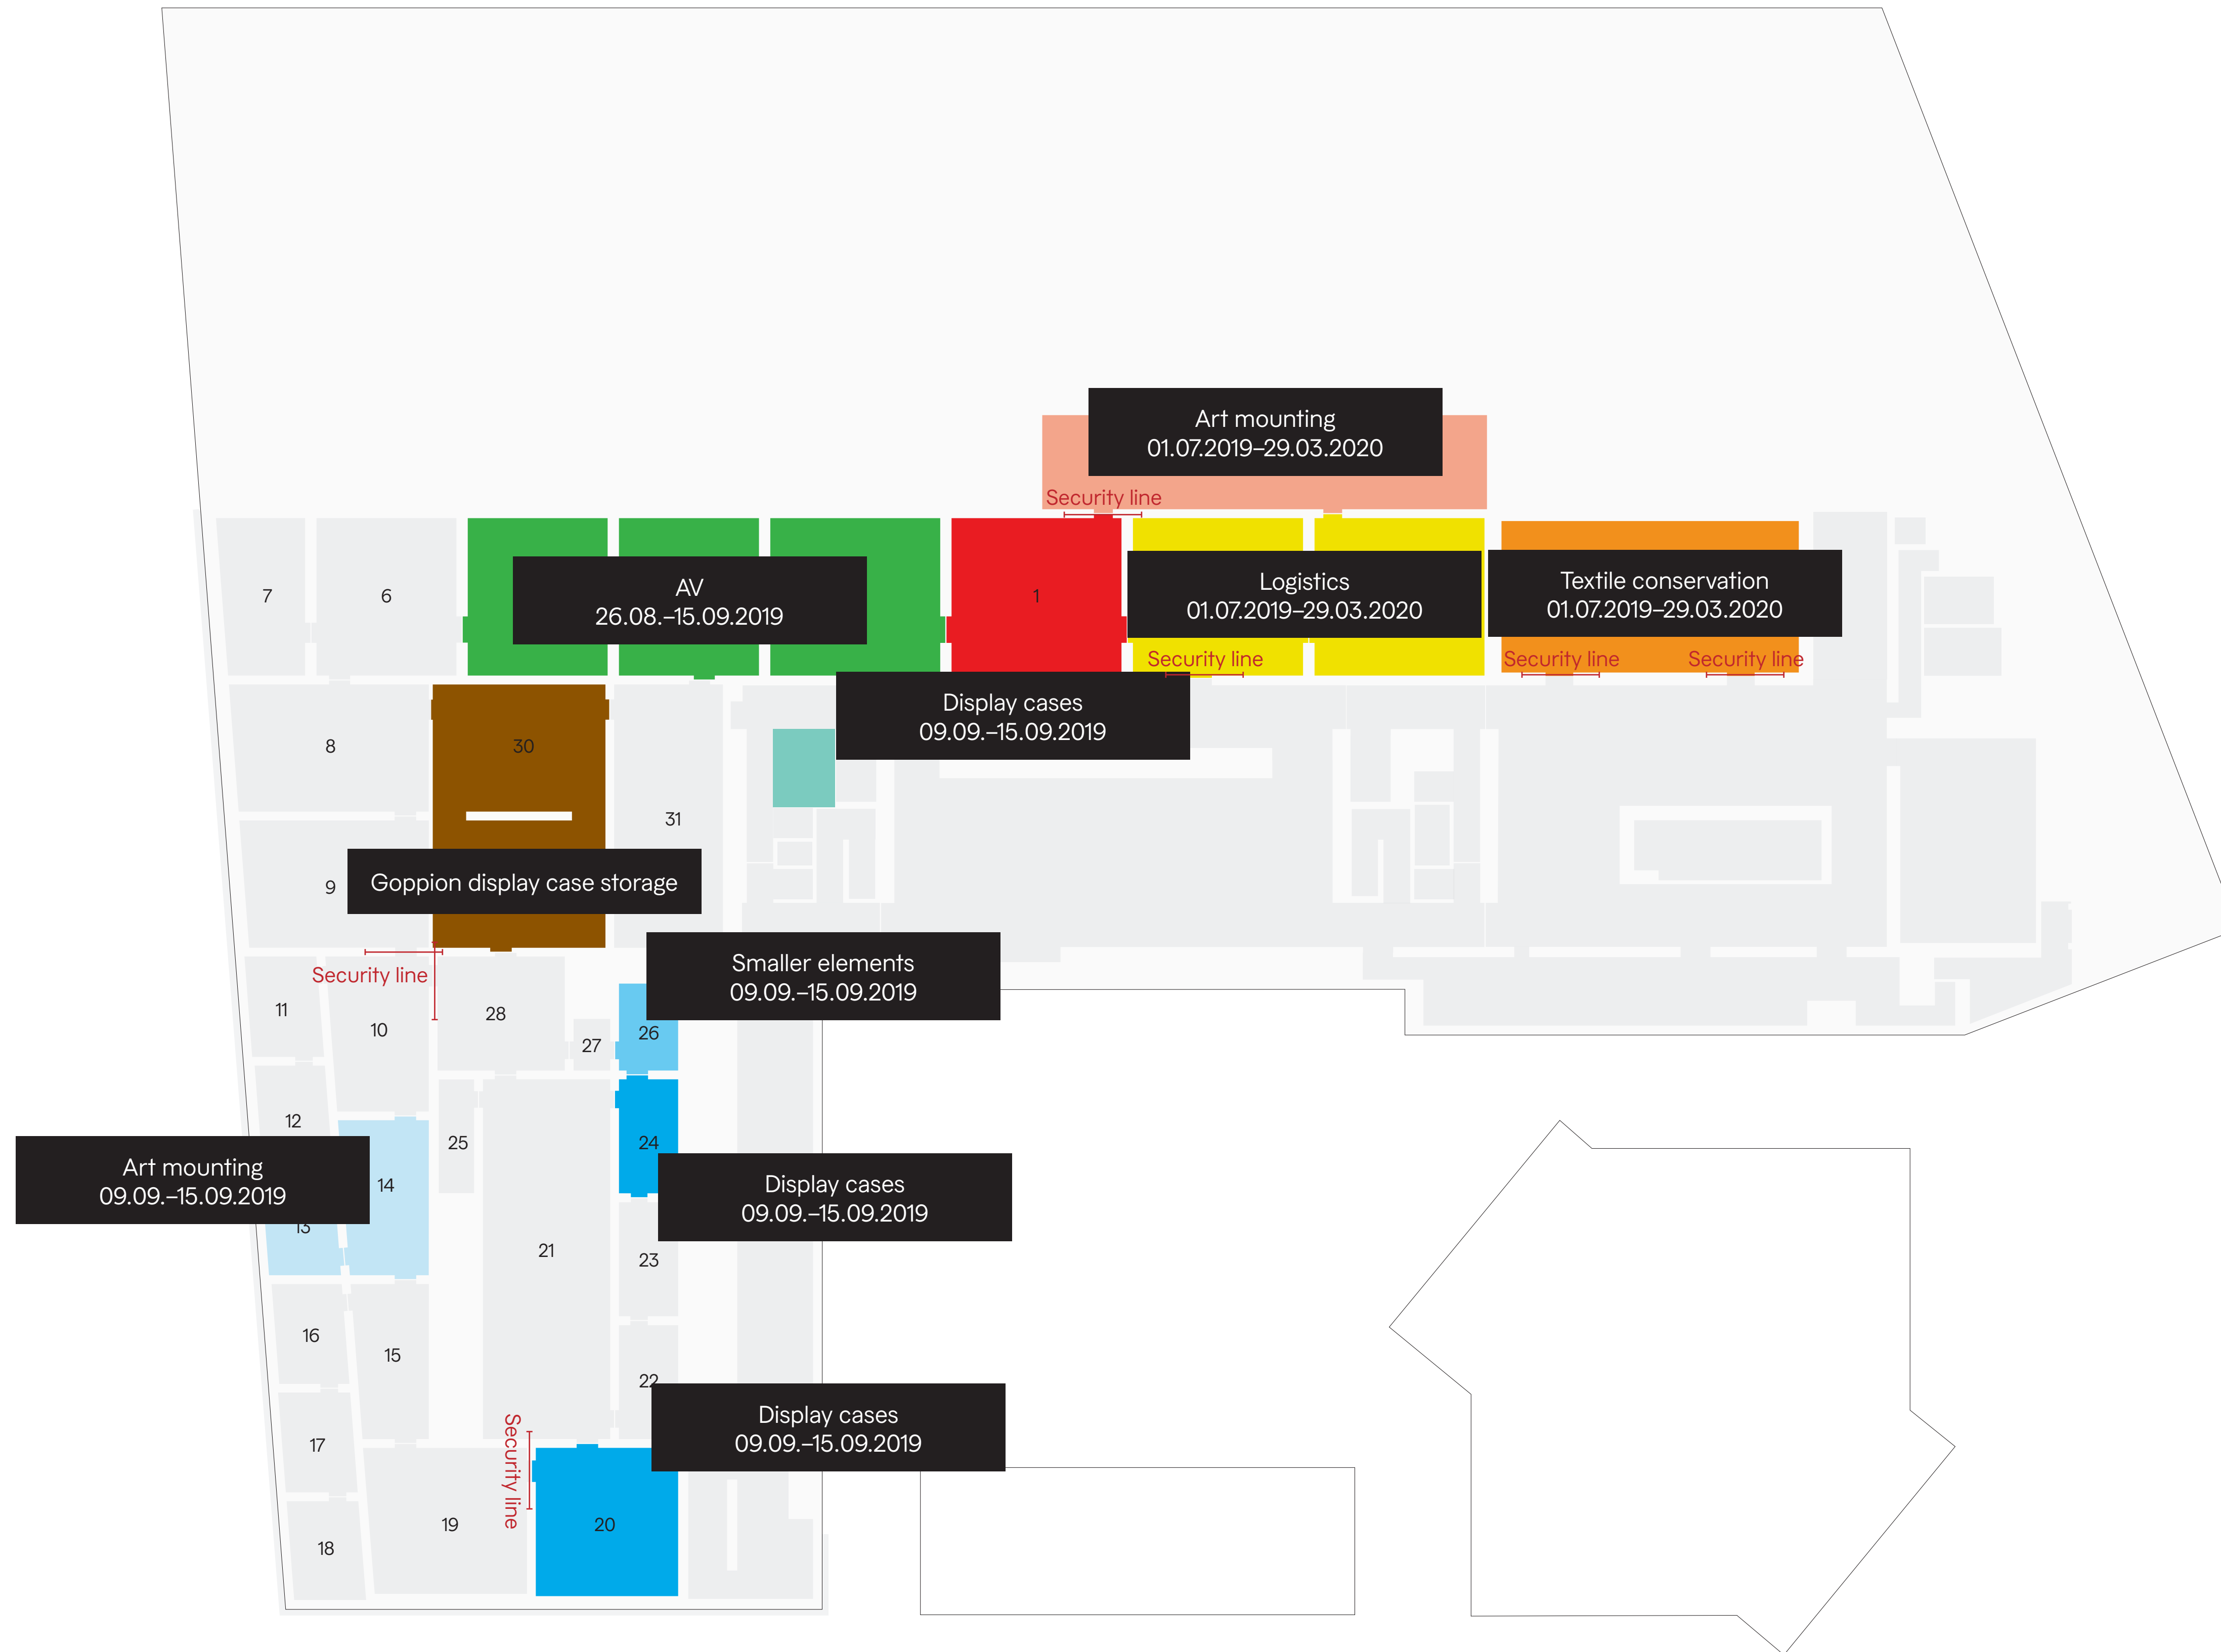 Art mounting
01.07.2019–29.03.2020
Security line
7
6
AV
26.08.–15.09.2019
1
Logistics
01.07.2019–29.03.2020
Textile conservation
01.07.2019–29.03.2020
Security line
Security line
Security line
Display cases
09.09.–15.09.2019
8
30
31
9
Goppion display case storage
Security line
Smaller elements
09.09.–15.09.2019
11
10
28
27
26
12
25
24
Art mounting
09.09.–15.09.2019
14
13
Display cases
09.09.–15.09.2019
21
23
16
15
22
Display cases
09.09.–15.09.2019
17
Security line
19
20
18